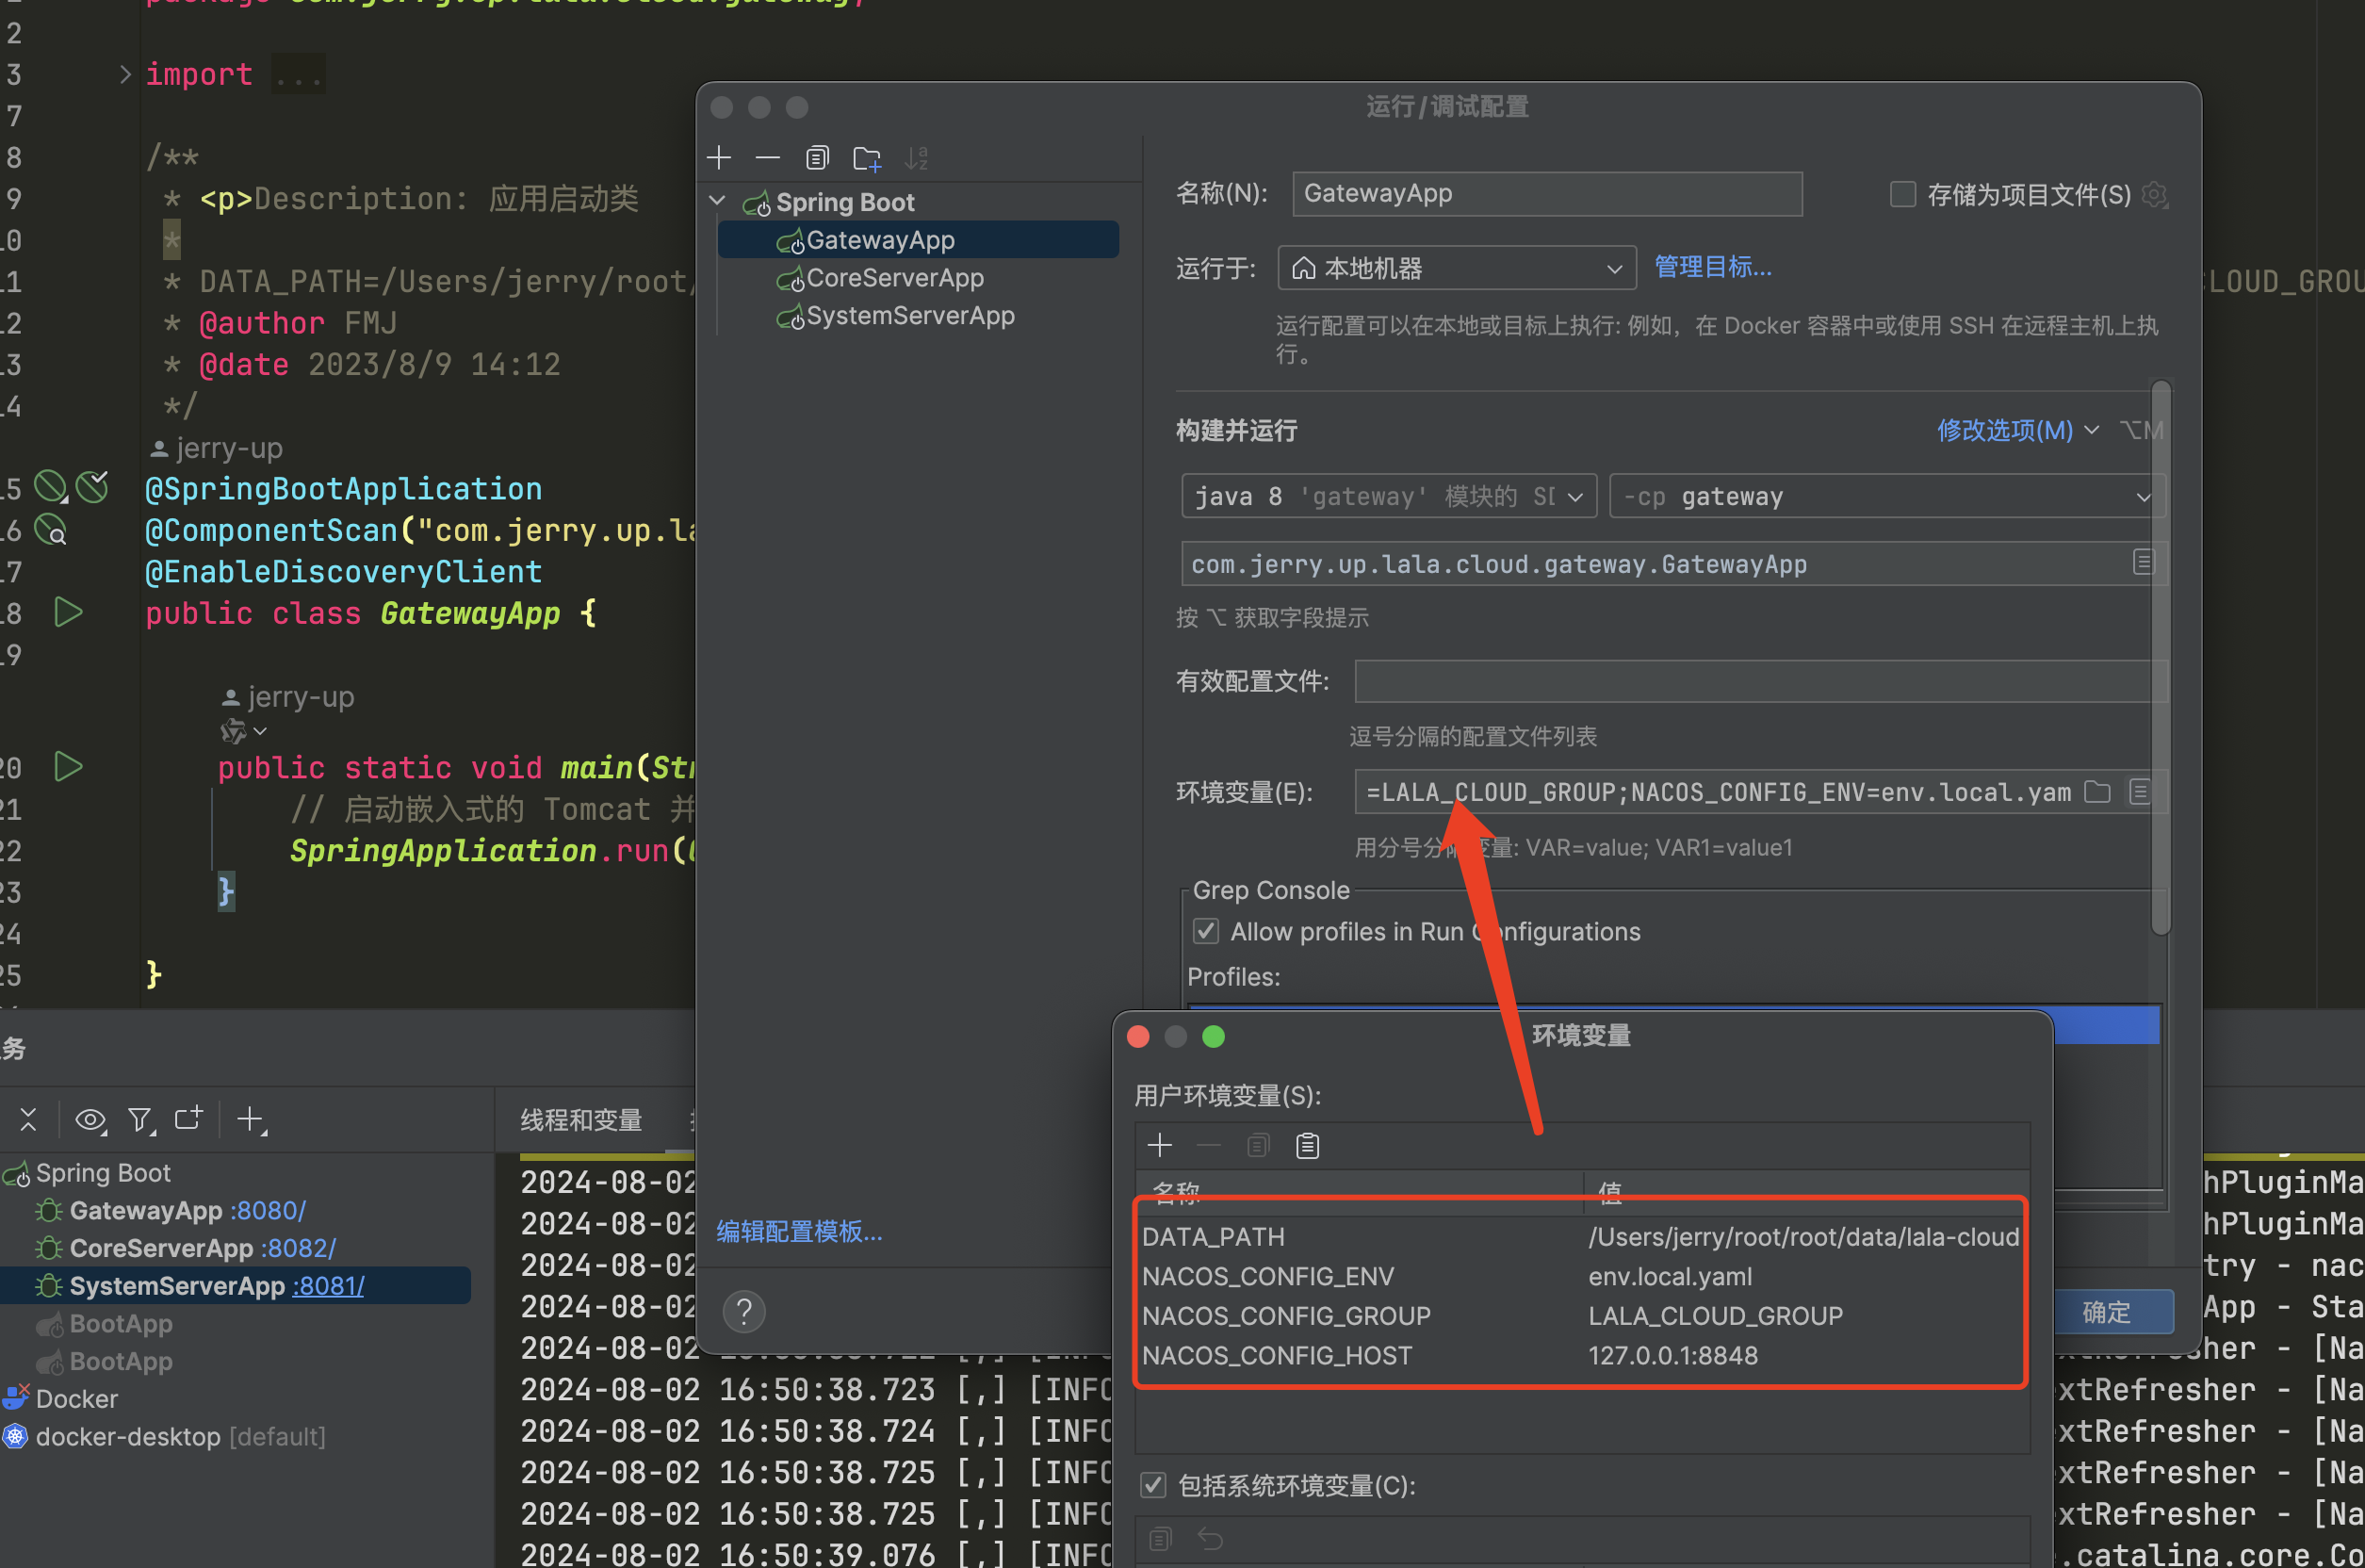 2
3 import ...
7
8 /**
9 * <p>Description: 应用启动类
10 *
11 * DATA_PATH=/Users/jerry/root/
CLOUD_GROU
12 * @author FMJ
13 * @date 2023/8/9 14:12
14 */
jerry-up
15 @SpringBootApplication
16 @ComponentScan("com.jerry.up.la
17 @EnableDiscoveryClient
18 public class GatewayApp {
19
jerry-up
20 public static void main(Str
21 // 启动嵌入式的 Tomcat 并
22 SpringApplication.run(
23 }
24
25 }
运行/调试配置
Spring Boot
GatewayApp
CoreServerApp
SystemServerApp
编辑配置模板...
?
名称(N): GatewayApp
存储为项目文件(S)
运行于: 本地机器 管理目标...
运行配置可以在本地或目标上执行: 例如，在 Docker 容器中或使用 SSH 在远程主机上执
行。
构建并运行
修改选项(M) ⌥M
java 8 'gateway' 模块的
-cp gateway
com.jerry.up.lala.cloud.gateway.GatewayApp
按 ⌥ 获取字段提示
有效配置文件:
逗号分隔的配置文件列表
环境变量(E): =LALA_CLOUD_GROUP;NACOS_CONFIG_ENV=env.local.yam
用分号分隔变量: VAR=value; VAR1=value1
Grep Console
Allow profiles in Run Configurations
Profiles:
确定
环境变量
用户环境变量(S):
名称 值
DATA_PATH /Users/jerry/root/root/data/lala-cloud
NACOS_CONFIG_ENV env.local.yaml
NACOS_CONFIG_GROUP LALA_CLOUD_GROUP
NACOS_CONFIG_HOST 127.0.0.1:8848
包括系统环境变量(C):
务
线程和变量
Spring Boot
GatewayApp :8080/
CoreServerApp :8082/
SystemServerApp :8081/
BootApp
BootApp
Docker
docker-desktop [default]
2024-08-02
hPluginMa
2024-08-02
hPluginMa
2024-08-02
try - nac
2024-08-02
App - Sta
2024-08-02
sher - [Na
2024-08-02 16:50:38.723 [,] [INFO
extRefresher - [Na
2024-08-02 16:50:38.724 [,] [INFO
extRefresher - [Na
2024-08-02 16:50:38.725 [,] [INFO
extRefresher - [Na
2024-08-02 16:50:38.725 [,] [INFO
extRefresher - [Na
2024-08-02 16:50:39.076 [,] [INFO
.catalina.core.Co